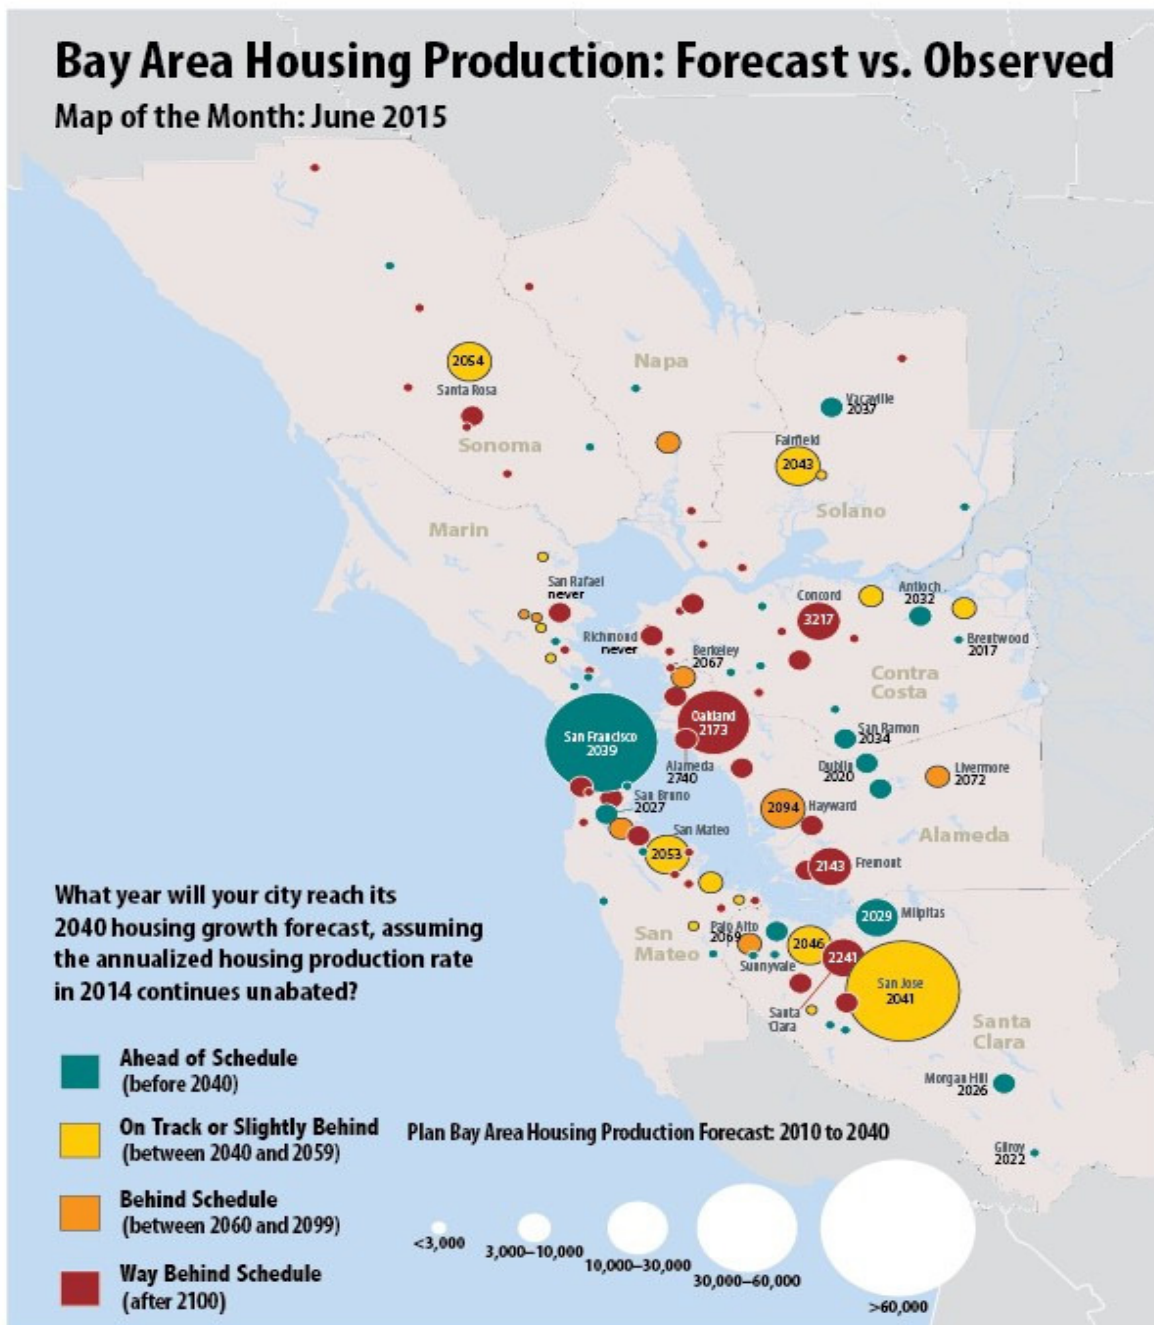 Bay Area Housing Production: Forecast vs. Observed
Map of the Month: June 2015
Napa
2054
Santa Rosa
Sonoma
Vacaville
2037
Fairfield
2043
Solano
Marin
San Rafael
never
Richmond
never
Concord
3217
Antioch
2032
Brentwood
2017
Berkeley
2067
Contra
Costa
Oakland
2173
San Francisco
2039
San Ramon
2034
Alameda
2740
Dublin
2020
Livermore
2072
San Bruno
2027
2094
Hayward
Alameda
San Mateo
2053
2143
Fremont
What year will your city reach its
2040 housing growth forecast, assuming
the annualized housing production rate
in 2014 continues unabated?
San
Mateo
Palo Alto
2069
2029
Milpitas
2046
Sunnyvale
2241
Santa
Clara
San Jose
2041
Santa
Clara
Morgan Hill
2026
Gilroy
2022
Ahead of Schedule
(before 2040)
On Track or Slightly Behind
(between 2040 and 2059)
Behind Schedule
(between 2060 and 2099)
Way Behind Schedule
(after 2100)
Plan Bay Area Housing Production Forecast: 2010 to 2040
<3,000
3,000–10,000
10,000–30,000
30,000–60,000
>60,000